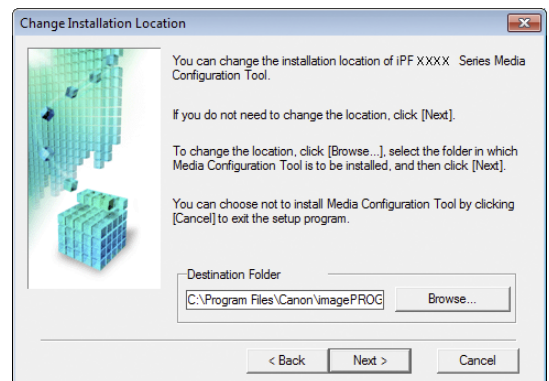 Change Installation Location
You can change the installation location of iPF XXXX Series Media
Configuration Tool.
If you do not need to change the location, click [Next].
To change the location, click [Browse...], select the folder in which
Media Configuration Tool is to be installed, and then click [Next].
You can choose not to install Media Configuration Tool by clicking
[Cancel] to exit the setup program.
Destination Folder
C:\Program Files\Canon\imagePROG
Browse...
< Back
Next >
Cancel